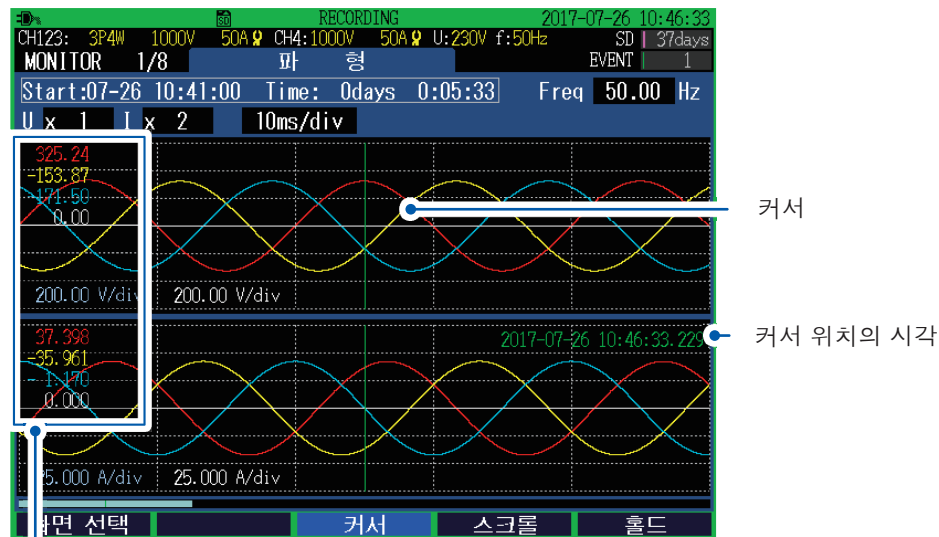 SD RECORDING 2017-07-26 10:46:33
CH123: 3P4W 1000V 50A CH4:1000V 50A U:230V f:50Hz SD 37days
MONITOR 1/8 파 형 EVENT 1
Start:07-26 10:41:00 Time: 0days 0:05:33 Freq 50.00 Hz
U x 1 I x 2 10ms/div
325.24
-153.87
-171.50
0.00
커서
200.00 V/div 200.00 V/div
37.398 2017-07-26 10:46:33.229 커서 위치의 시각
-35.961
- 1.170
0.000
25.000 A/div 25.000 A/div
화면 선택 커서 스크롤 홀드